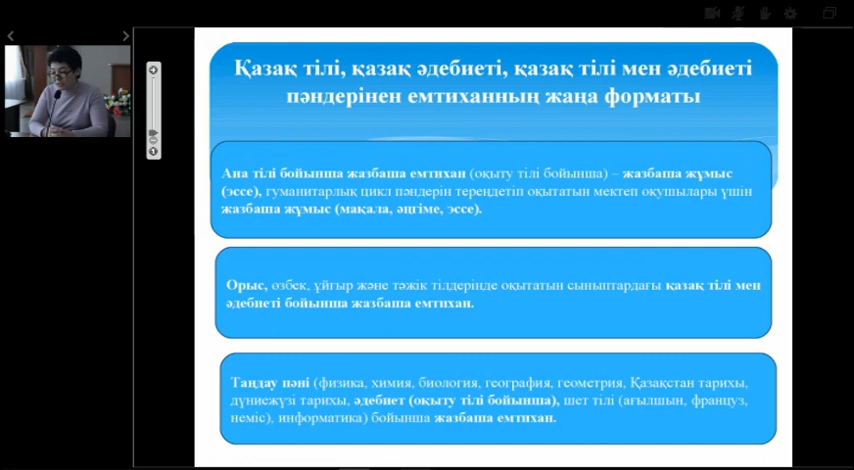 Қазақ тілі, қазақ әдебиеті, қазақ тілі мен әдебиеті
пәндерінен емтиханның жаңа форматы
Ана тілі бойынша жазбаша емтихан (оқыту тілі бойынша) – жазбаша жұмыс
(эссе), гуманитарлық цикл пәндерін тереңдетіп оқытатын мектеп оқушылары үшін
жазбаша жұмыс (мақала, әңгіме, эссе).
Орыс, өзбек, ұйғыр және тәжік тілдерінде оқытатын сыныптардағы қазақ тілі мен
әдебиеті бойынша жазбаша емтихан.
Таңдау пәні (физика, химия, биология, география, геометрия, Қазақстан тарихы,
дүниежүзі тарихы, әдебиет (оқыту тілі бойынша), шет тілі (ағылшын, француз,
неміс), информатика) бойынша жазбаша емтихан.